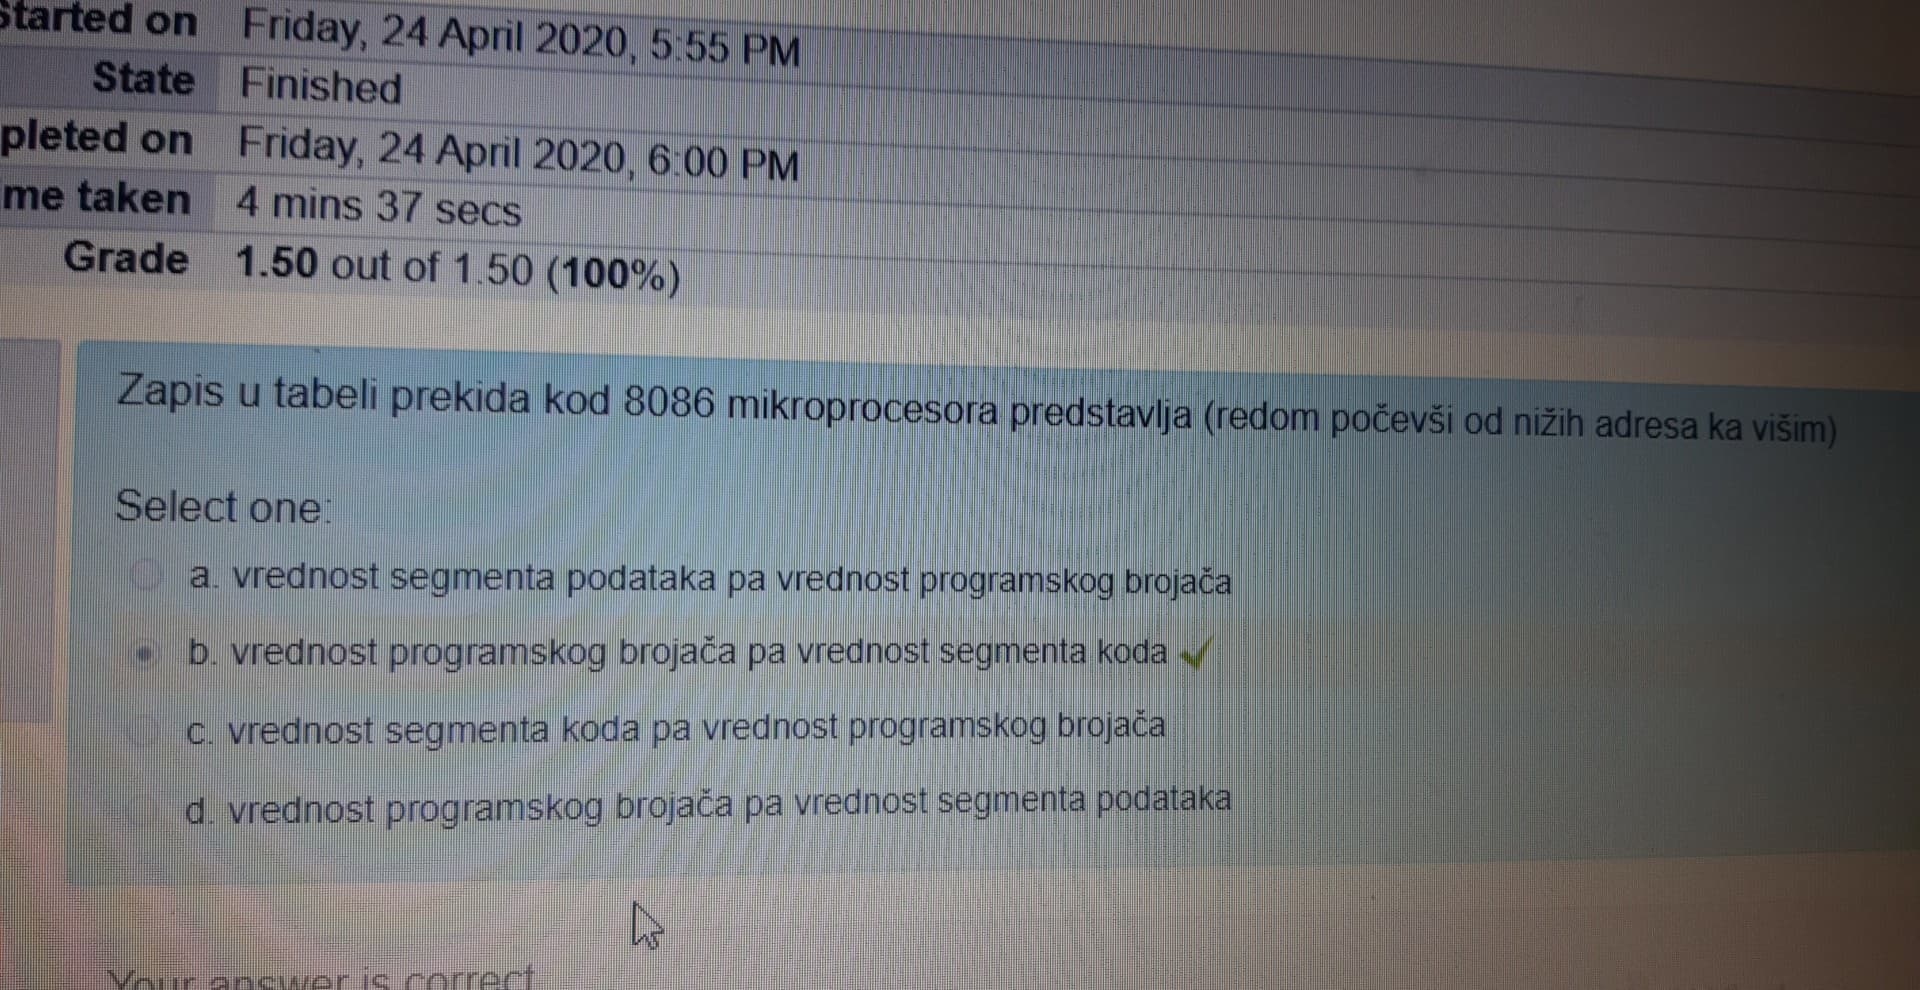 Started on Friday, 24 April 2020, 5:55 PM
State Finished
pleted on Friday, 24 April 2020, 6:00 PM
me taken 4 mins 37 secs
Grade 1.50 out of 1.50 (100%)
Zapis u tabeli prekida kod 8086 mikroprocesora predstavlja (redom počevši od nižih adresa ka višim)
Select one:
a. vrednost segmenta podataka pa vrednost programskog brojača
b. vrednost programskog brojača pa vrednost segmenta koda
c. vrednost segmenta koda pa vrednost programskog brojača
d. vrednost programskog brojača pa vrednost segmenta podataka
Your answer is correct